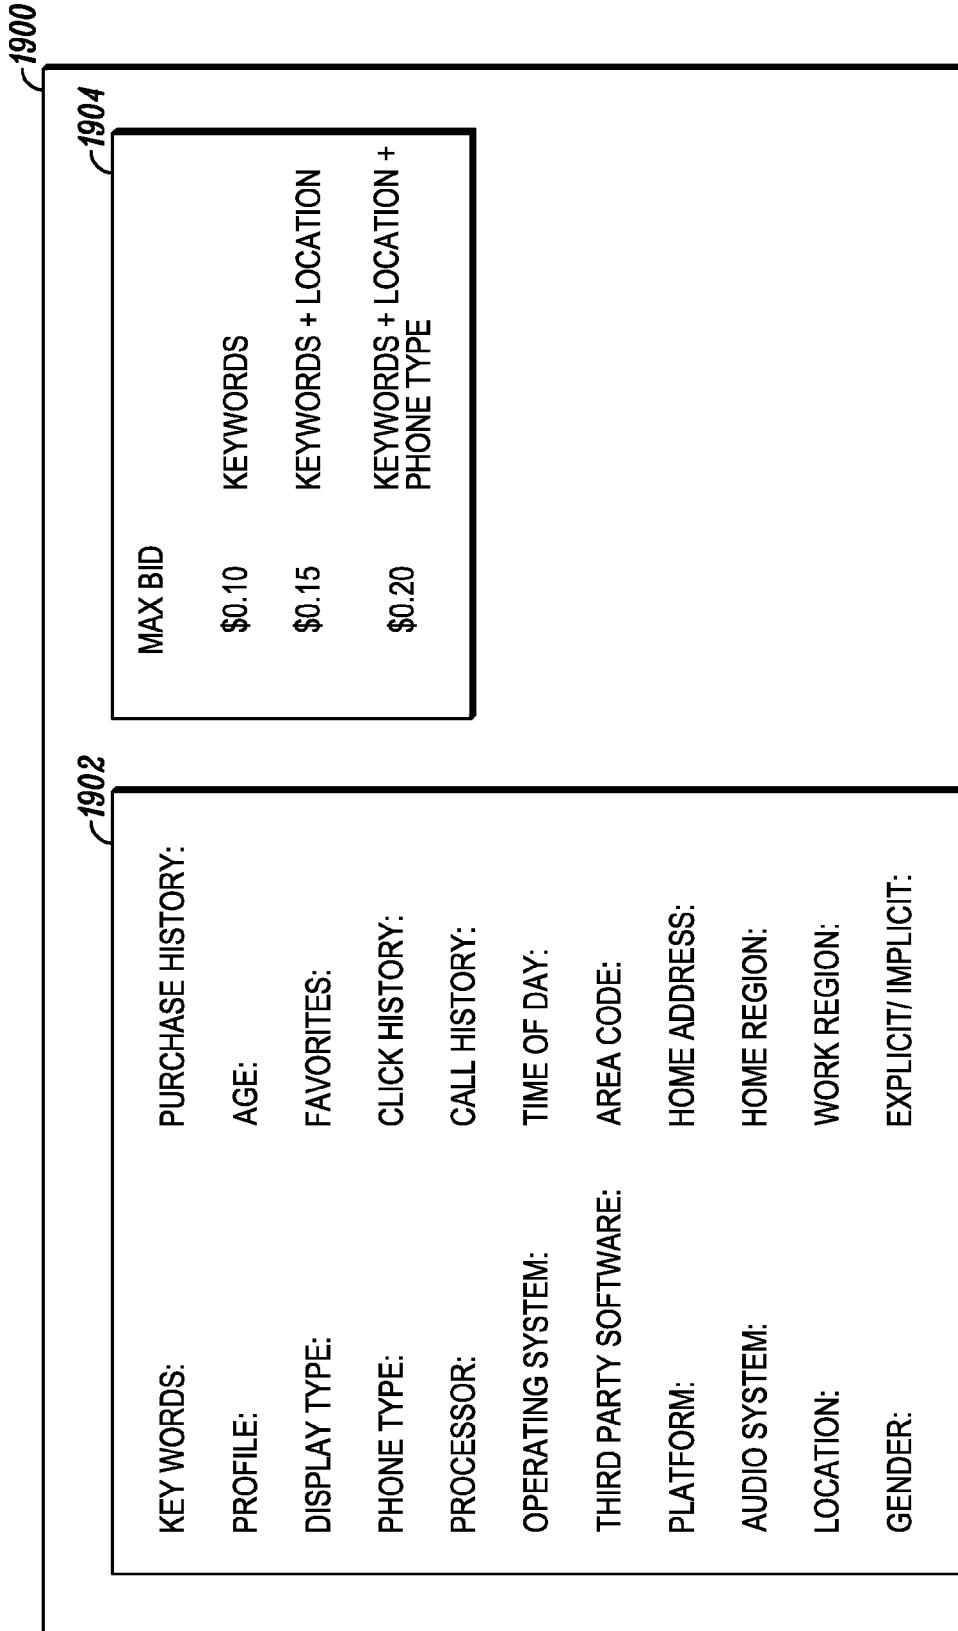 1900
1902
KEY WORDS:
PURCHASE HISTORY:
PROFILE:
AGE:
DISPLAY TYPE:
FAVORITES:
PHONE TYPE:
CLICK HISTORY:
PROCESSOR:
CALL HISTORY:
OPERATING SYSTEM:
TIME OF DAY:
THIRD PARTY SOFTWARE:
AREA CODE:
PLATFORM:
HOME ADDRESS:
AUDIO SYSTEM:
HOME REGION:
LOCATION:
WORK REGION:
GENDER:
EXPLICIT/ IMPLICIT:
1904
MAX BID
$0.10 KEYWORDS
$0.15 KEYWORDS + LOCATION
$0.20 KEYWORDS + LOCATION +
PHONE TYPE